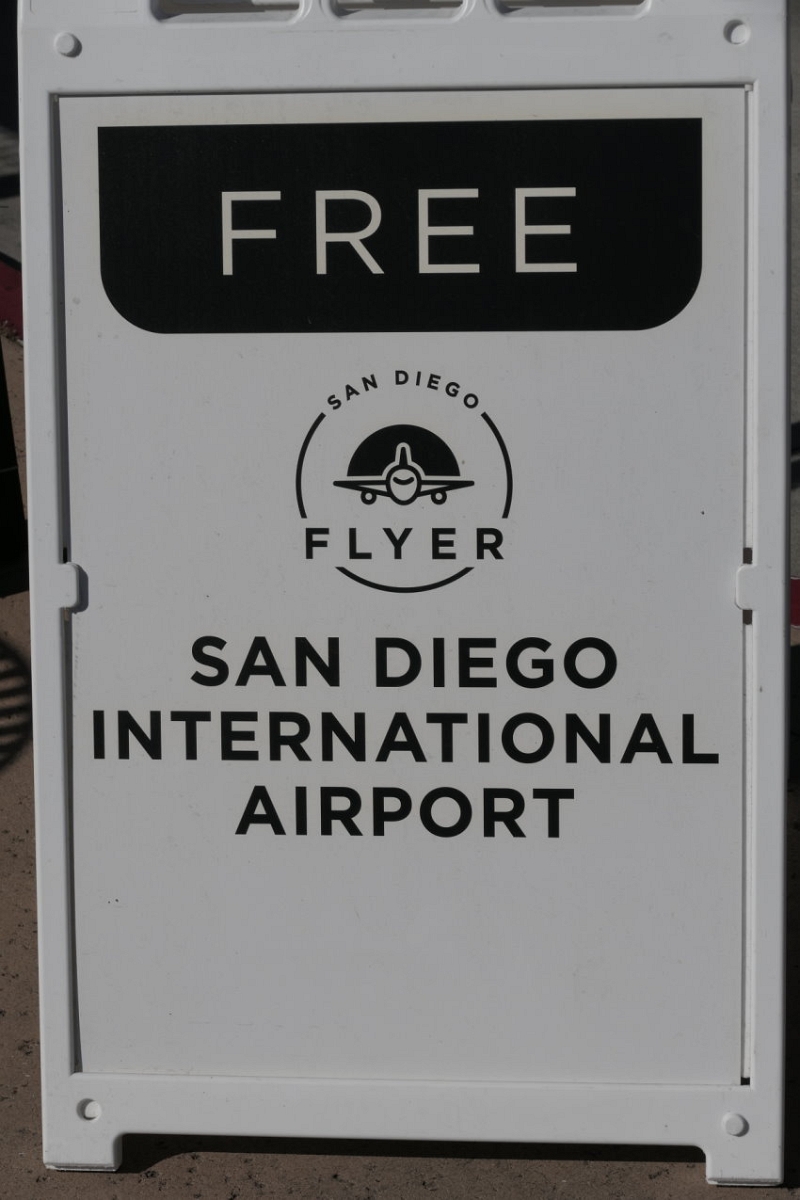 FREE
SAN DIEGO
FLYER
SAN DIEGO
INTERNATIONAL
AIRPORT